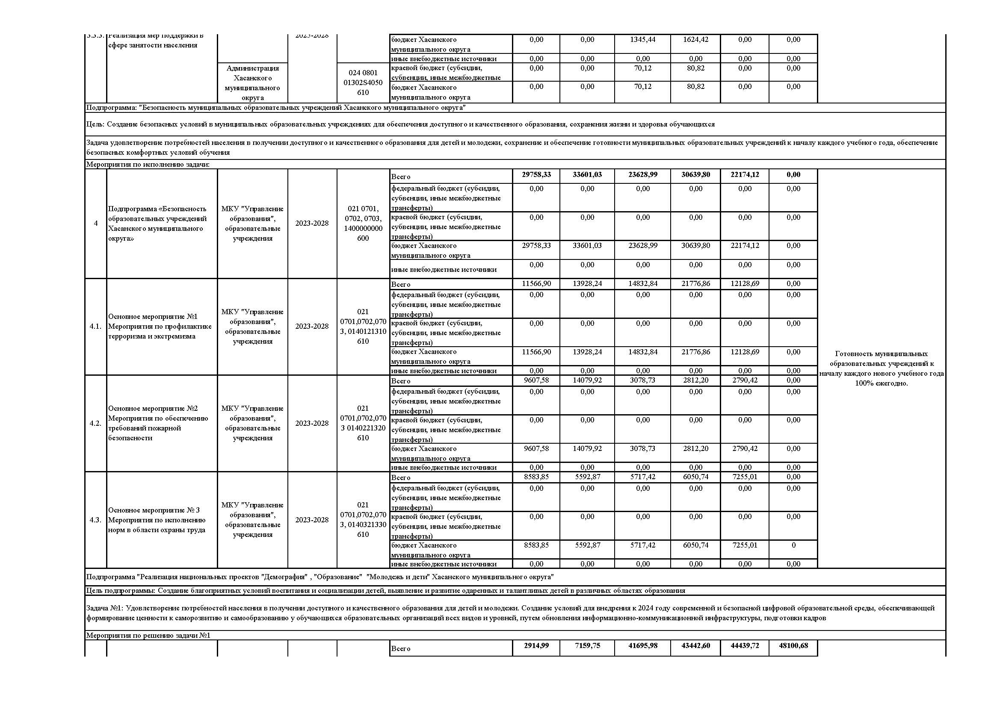 3.3.3. Реализация мер поддержки в 2023-2028
сфере занятости населения
бюджет Хасанского 0,00 0,00 1345,44 1624,42 0,00 0,00
муниципального округа
иные внебюджетные источники 0,00 0,00 0,00 0,00 0,00 0,00
Администрация
Хасанского
муниципального
округа
024 0801
01302S4050
610
краевой бюджет (субсидии, 0,00 0,00 70,12 80,82 0,00 0,00
субвенции, иные межбюджетные
бюджет Хасанского 0,00 0,00 70,12 80,82 0,00 0,00
муниципального округа
Подпрограмма: "Безопасность муниципальных образовательных учреждений Хасанского муниципального округа"
Цель: Создание безопасных условий в муниципальных образовательных учреждениях для обеспечения доступного и качественного образования, сохранения жизни и здоровья обучающихся
Задача удовлетворение потребностей населения в получении доступного и качественного образования для детей и молодежи, сохранение и обеспечение готовности муниципальных образовательных учреждений к началу каждого учебного года, обеспечение
безопасных комфортных условий обучения
Мероприятия по исполнению задачи:
4
Подпрограмма «Безопасность
образовательных учреждений
Хасанского муниципального
округа»
МКУ "Управление
образования",
образовательные
учреждения
2023-2028
021 0701,
0702, 0703,
1400000000
600
Всего 29758,33 33601,03 23628,99 30639,80 22174,12 0,00
федеральный бюджет (субсидии, 0,00 0,00 0,00 0,00 0,00 0,00
субвенции, иные межбюджетные
трансферты)
краевой бюджет (субсидии, 0,00 0,00 0,00 0,00 0,00 0,00
субвенции, иные межбюджетные
трансферты)
бюджет Хасанского 29758,33 33601,03 23628,99 30639,80 22174,12 0,00
муниципального округа
иные внебюджетные источники 0,00 0,00 0,00 0,00 0,00 0,00
4.1.
Основное мероприятие №1
Мероприятия по профилактике
терроризма и экстремизма
МКУ "Управление
образования",
образовательные
учреждения
2023-2028
021
0701,0702,070
3, 0140121310
610
Всего 11566,90 13928,24 14832,84 21776,86 12128,69 0,00
федеральный бюджет (субсидии, 0,00 0,00 0,00 0,00 0,00 0,00
субвенции, иные межбюджетные
трансферты)
краевой бюджет (субсидии, 0,00 0,00 0,00 0,00 0,00 0,00
субвенции, иные межбюджетные
трансферты)
бюджет Хасанского 11566,90 13928,24 14832,84 21776,86 12128,69 0,00
муниципального округа
иные внебюджетные источники 0,00 0,00 0,00 0,00 0,00 0,00
4.2.
Основное мероприятие №2
Мероприятия по обеспечению
требований пожарной
безопасности
МКУ "Управление
образования",
образовательные
учреждения
2023-2028
021
0701,0702,070
3 0140221320
610
Всего 9607,58 14079,92 3078,73 2812,20 2790,42 0,00
федеральный бюджет (субсидии, 0,00 0,00 0,00 0,00 0,00 0,00
субвенции, иные межбюджетные
трансферты)
краевой бюджет (субсидии, 0,00 0,00 0,00 0,00 0,00 0,00
субвенции, иные межбюджетные
трансферты)
бюджет Хасанского 9607,58 14079,92 3078,73 2812,20 2790,42 0,00
муниципального округа
иные внебюджетные источники 0,00 0,00 0,00 0,00 0,00 0,00
4.3.
Основное мероприятие № 3
Мероприятия по исполнению
норм в области охраны труда
МКУ "Управление
образования",
образовательные
учреждения
2023-2028
021
0701,0702,070
3, 0140321330
610
Всего 8583,85 5592,87 5717,42 6050,74 7255,01 0,00
федеральный бюджет (субсидии, 0,00 0,00 0,00 0,00 0,00 0,00
субвенции, иные межбюджетные
трансферты)
краевой бюджет (субсидии, 0,00 0,00 0,00 0,00 0,00 0,00
субвенции, иные межбюджетные
трансферты)
бюджет Хасанского 8583,85 5592,87 5717,42 6050,74 7255,01 0
муниципального округа
иные внебюджетные источники 0,00 0,00 0,00 0,00 0,00 0,00
Готовность муниципальных
образовательных учреждений к
началу каждого нового учебного года
100% ежегодно.
Подпрограмма "Реализация национальных проектов "Демография" , "Образование" "Молодежь и дети" Хасанского муниципального округа"
Цель подпрограммы: Создание благоприятных условий воспитания и социализации детей, выявление и развитие одаренных и талантливых детей в различных областях образования
Задача №1: Удовлетворение потребностей населения в получении доступного и качественного образования для детей и молодежи. Создание условий для внедрения к 2024 году современной и безопасной цифровой образовательной среды, обеспечивающей
формирование ценности к саморозвитию и самообразованию у обучающихся образовательных организаций всех видов и уровней, путем обновления информационно-коммуникационной инфраструктуры, подготовки кадров
Мероприятия по решению задачи №1
Всего 2914,99 7159,75 41695,98 43442,60 44439,72 48100,68